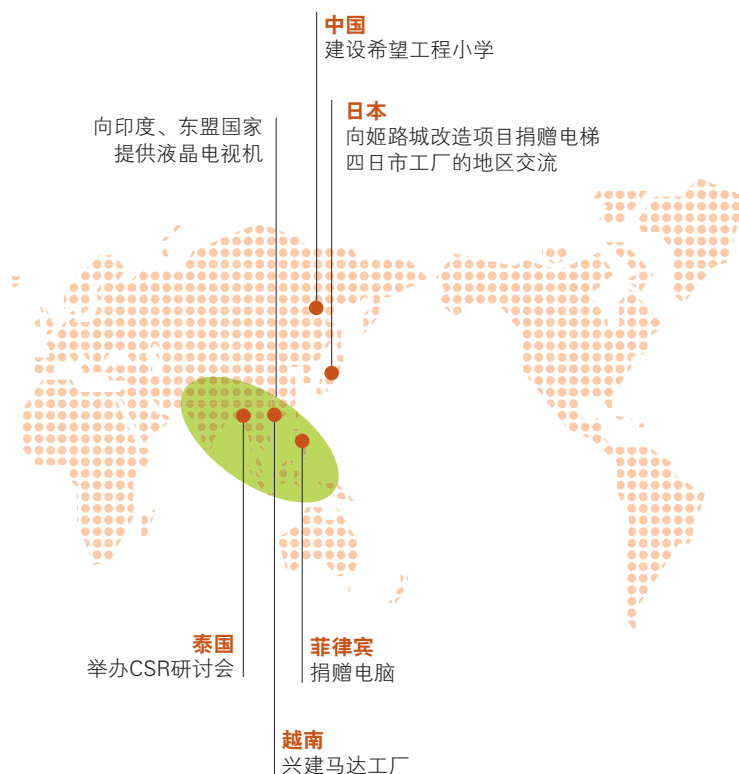 中国
建设希望工程小学
日本
向姬路城改造项目捐赠电梯
四日市工厂的地区交流
向印度、东盟国家
提供液晶电视机
泰国
举办CSR研讨会
菲律宾
捐赠电脑
越南
兴建马达工厂